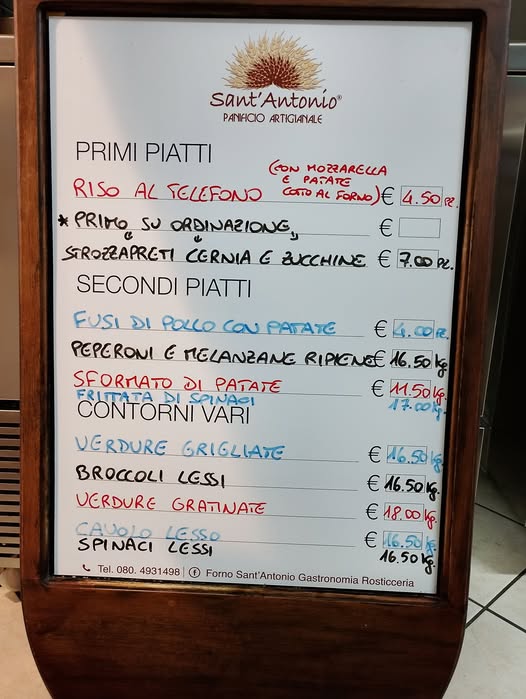 Sant'Antonio®
PANIFICIO ARTIGIANALE
PRIMI PIATTI
RISO AL TELEFONO (CON MOZZARELLA E PATATE COTTO AL FORNO) € 4.50 PZ.
* PRIMO SU ORDINAZIONE €
STROZZAPRETI CERNIA E ZUCCHINE € 7.00 PZ.
SECONDI PIATTI
FUSI DI POLLO CON PATATE € 4.00 PZ.
PEPERONI E MELANZANE RIPIENE € 16.50 Kg.
SFORMATO DI PATATE € 11.50 Kg.
FRITTATA DI SPINACI 17.00 Kg.
CONTORNI VARI
VERDURE GRIGLIATE € 16.50 Kg.
BROCCOLI LESSI € 16.50 Kg.
VERDURE GRATINATE € 18.00 Kg.
CAVOLO LESSO € 16.50 Kg.
SPINACI LESSI 16.50 Kg.
Tel. 080. 4931498 | f Forno Sant'Antonio Gastronomia Rosticceria